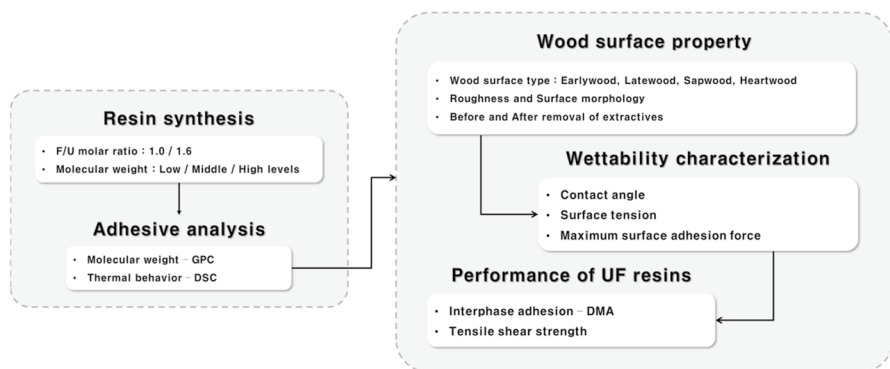 Resin synthesis
• F/U molar ratio : 1.0 / 1.6
• Molecular weight : Low / Middle / High levels
Adhesive analysis
• Molecular weight – GPC
• Thermal behavior – DSC
Wood surface property
• Wood surface type : Earlywood, Latewood, Sapwood, Heartwood
• Roughness and Surface morphology
• Before and After removal of extractives
Wettability characterization
• Contact angle
• Surface tension
• Maximum surface adhesion force
Performance of UF resins
• Interphase adhesion – DMA
• Tensile shear strength